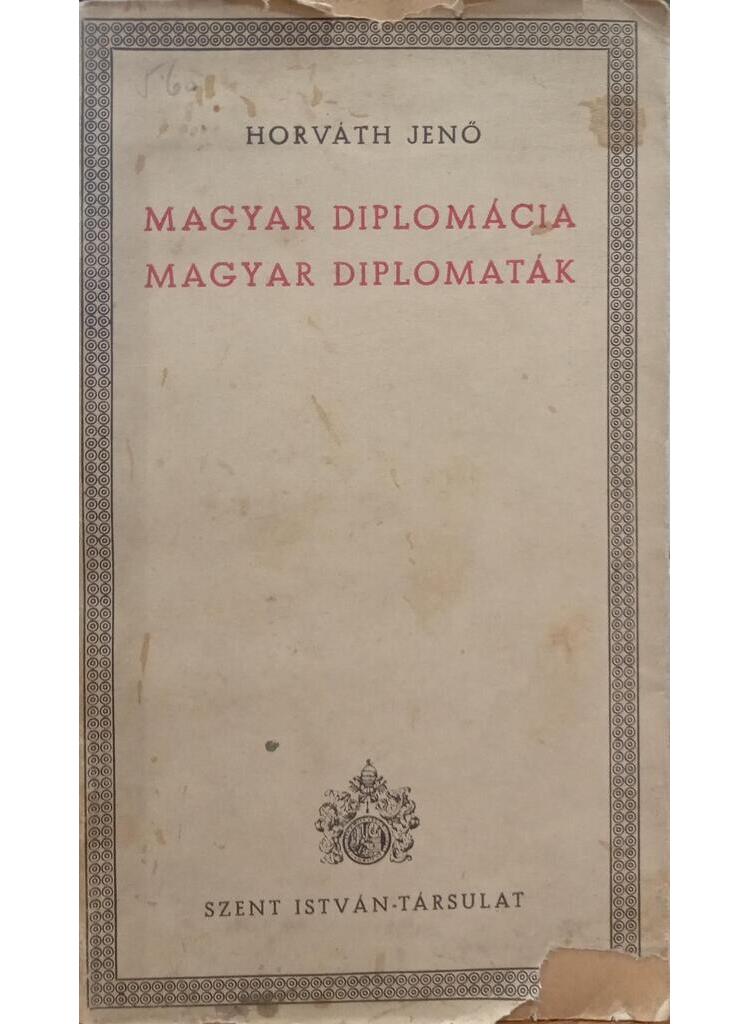 HORVÁTH JENŐ
MAGYAR DIPLOMÁCIA
MAGYAR DIPLOMATÁK
SZENT ISTVÁN-TÁRSULAT